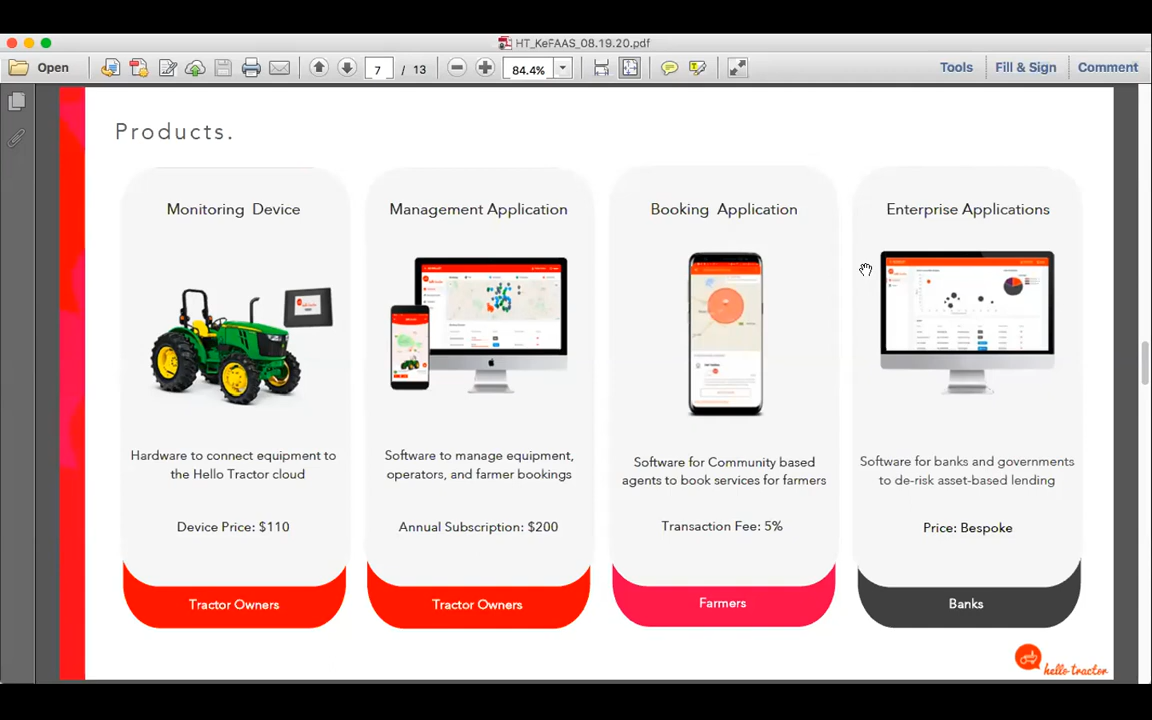 HT_KeFAAS_08.19.20.pdf
Open
7 / 13
84.4%
Tools
Fill & Sign
Comment
Products.
Monitoring Device
Hardware to connect equipment to
the Hello Tractor cloud
Device Price: $110
Tractor Owners
Management Application
Software to manage equipment,
operators, and farmer bookings
Annual Subscription: $200
Tractor Owners
Booking Application
Software for Community based
agents to book services for farmers
Transaction Fee: 5%
Farmers
Enterprise Applications
Software for banks and governments
to de-risk asset-based lending
Price: Bespoke
Banks
hello tractor